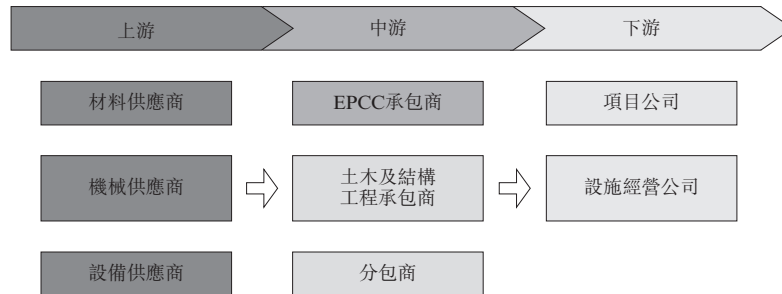 上游
中游
下游
材料供應商
EPCC承包商
項目公司
機械供應商
土木及結構
工程承包商
設施經營公司
設備供應商
分包商